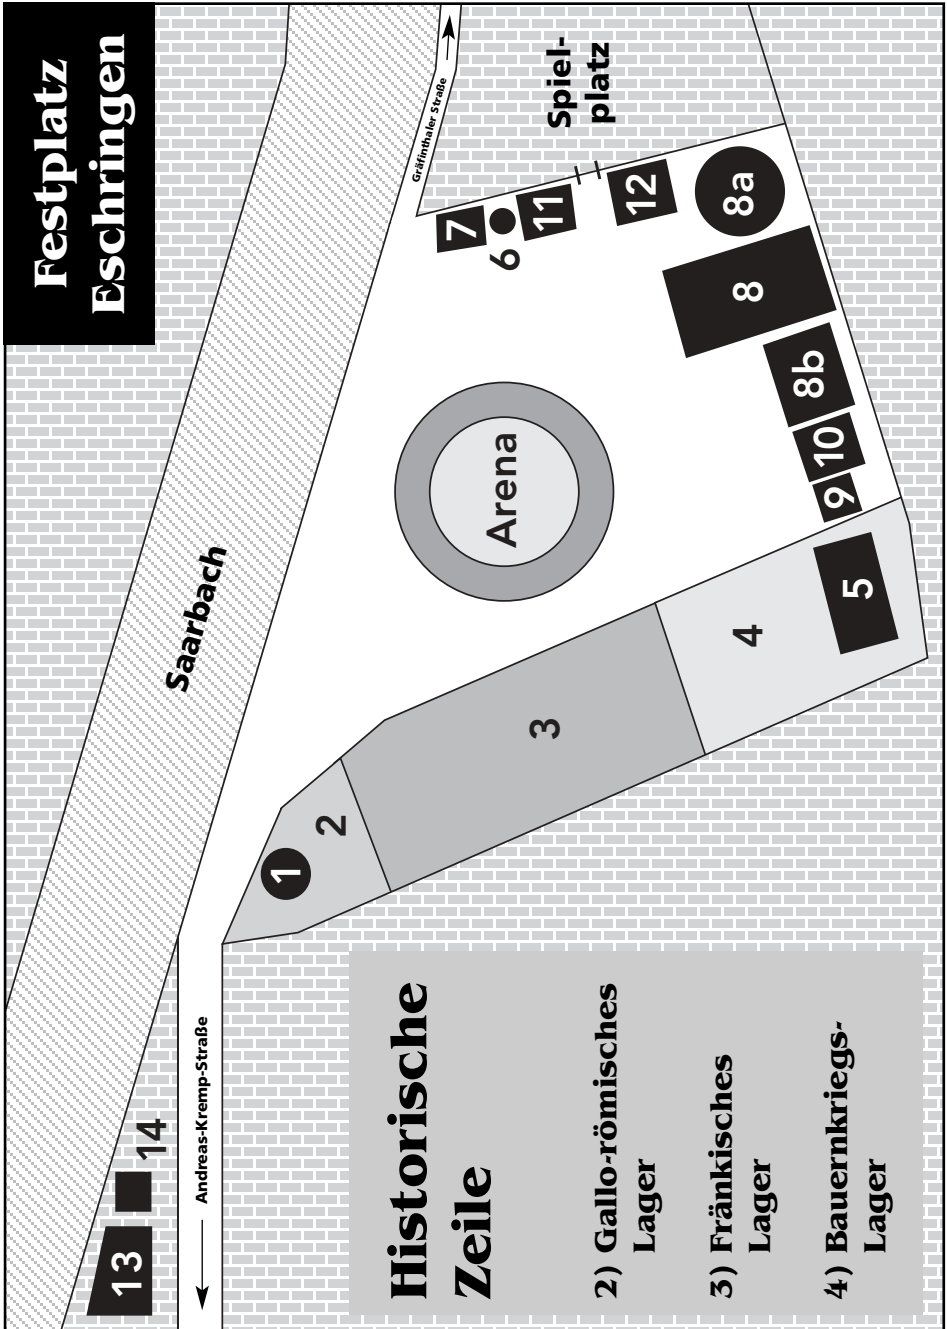 Festplatz
Eschringen
Saarbach
Gräfinthaler Straße
Spiel-
platz
7
6
11
12
8a
8
8b
10
9
5
4
Arena
3
2
1
Andreas-Kremp-Straße
14
13
Historische
Zeile
2) Gallo-römisches
Lager
3) Fränkisches
Lager
4) Bauernkriegs-
Lager